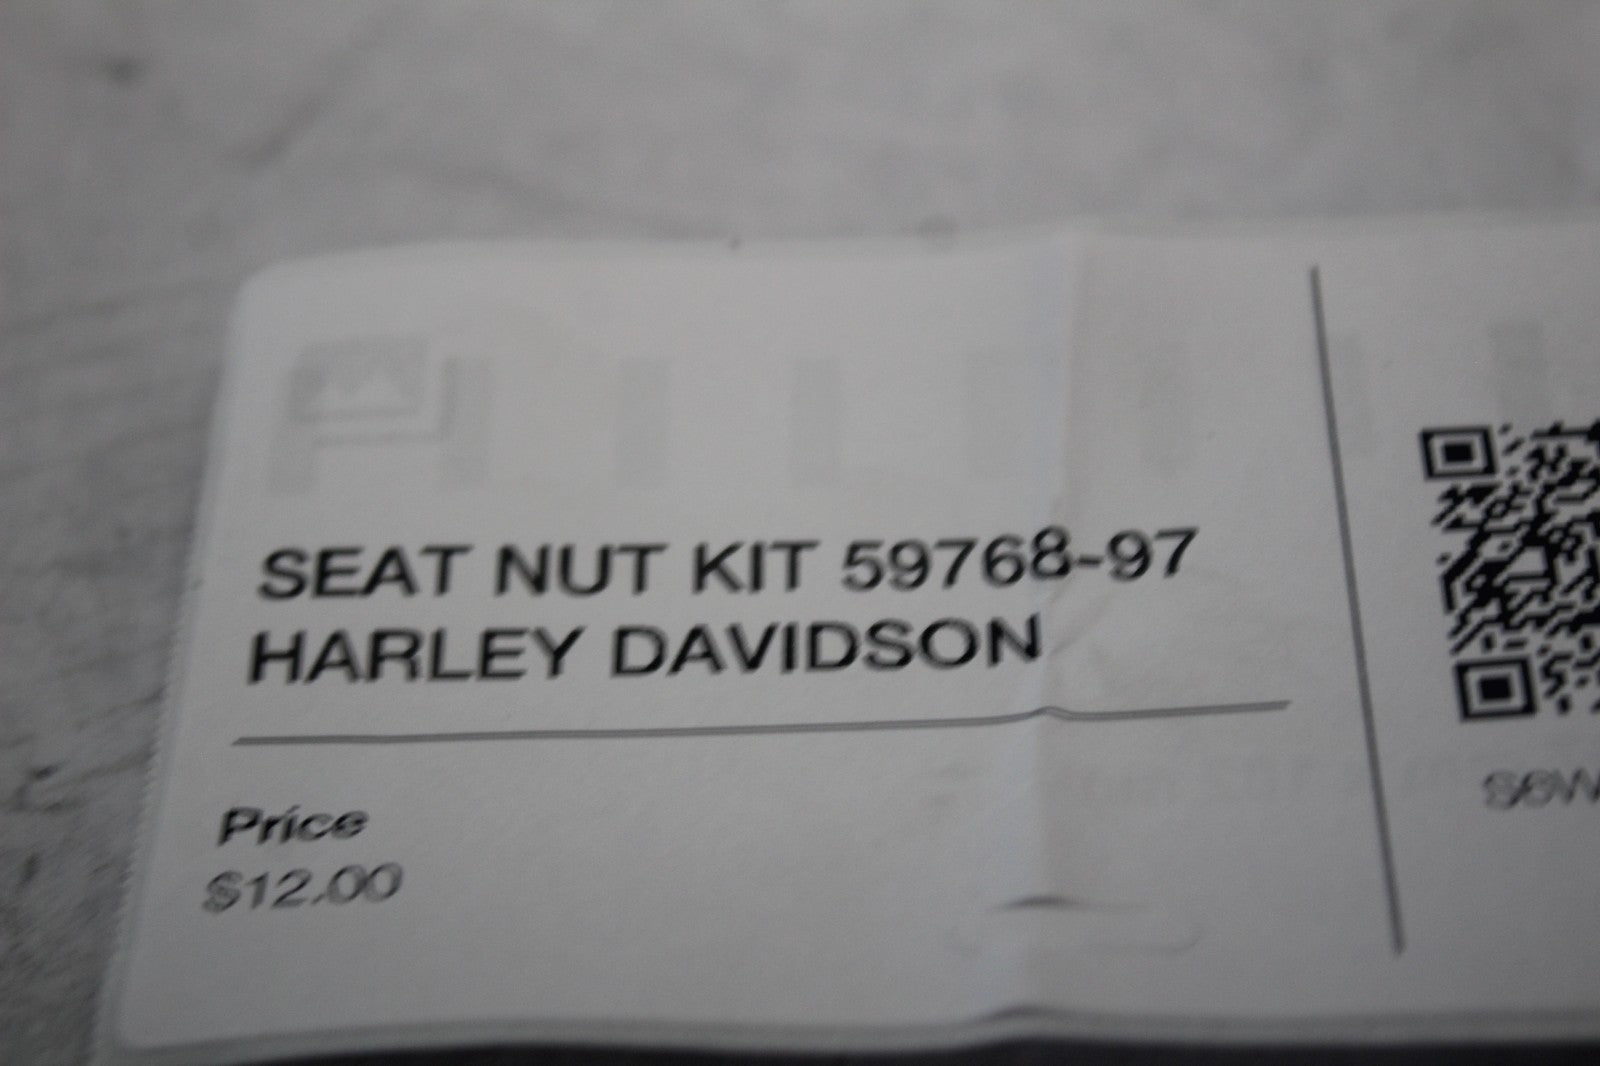 SEAT NUT KIT 59768-97
HARLEY DAVIDSON
Price
$12.00